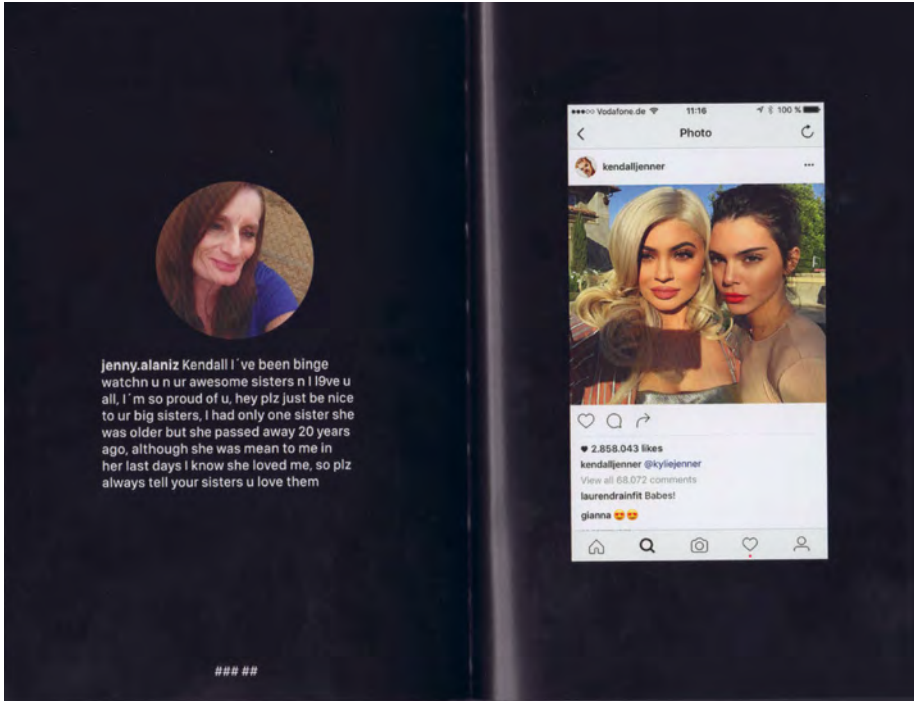 jenny.alaniz Kendall I´ve been binge
watchn u n ur awesome sisters n I l9ve u
all, I´m so proud of u, hey plz just be nice
to ur big sisters, I had only one sister she
was older but she passed away 20 years
ago, although she was mean to me in
her last days I know she loved me, so plz
always tell your sisters u love them
### ##
Vodafone.de 11:16 100 %
Photo
kendalljenner
2.858.043 likes
kendalljenner @kyliejenner
View all 68.072 comments
laurendrainfit Babes!
gianna 😍😍